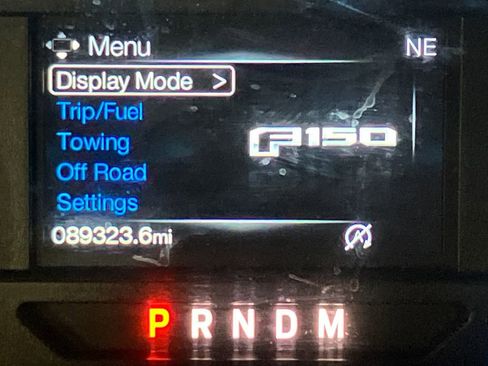 Menu NE
Display Mode >
Trip/Fuel
Towing
F150
Off Road
Settings
089323.6mi
P R N D M